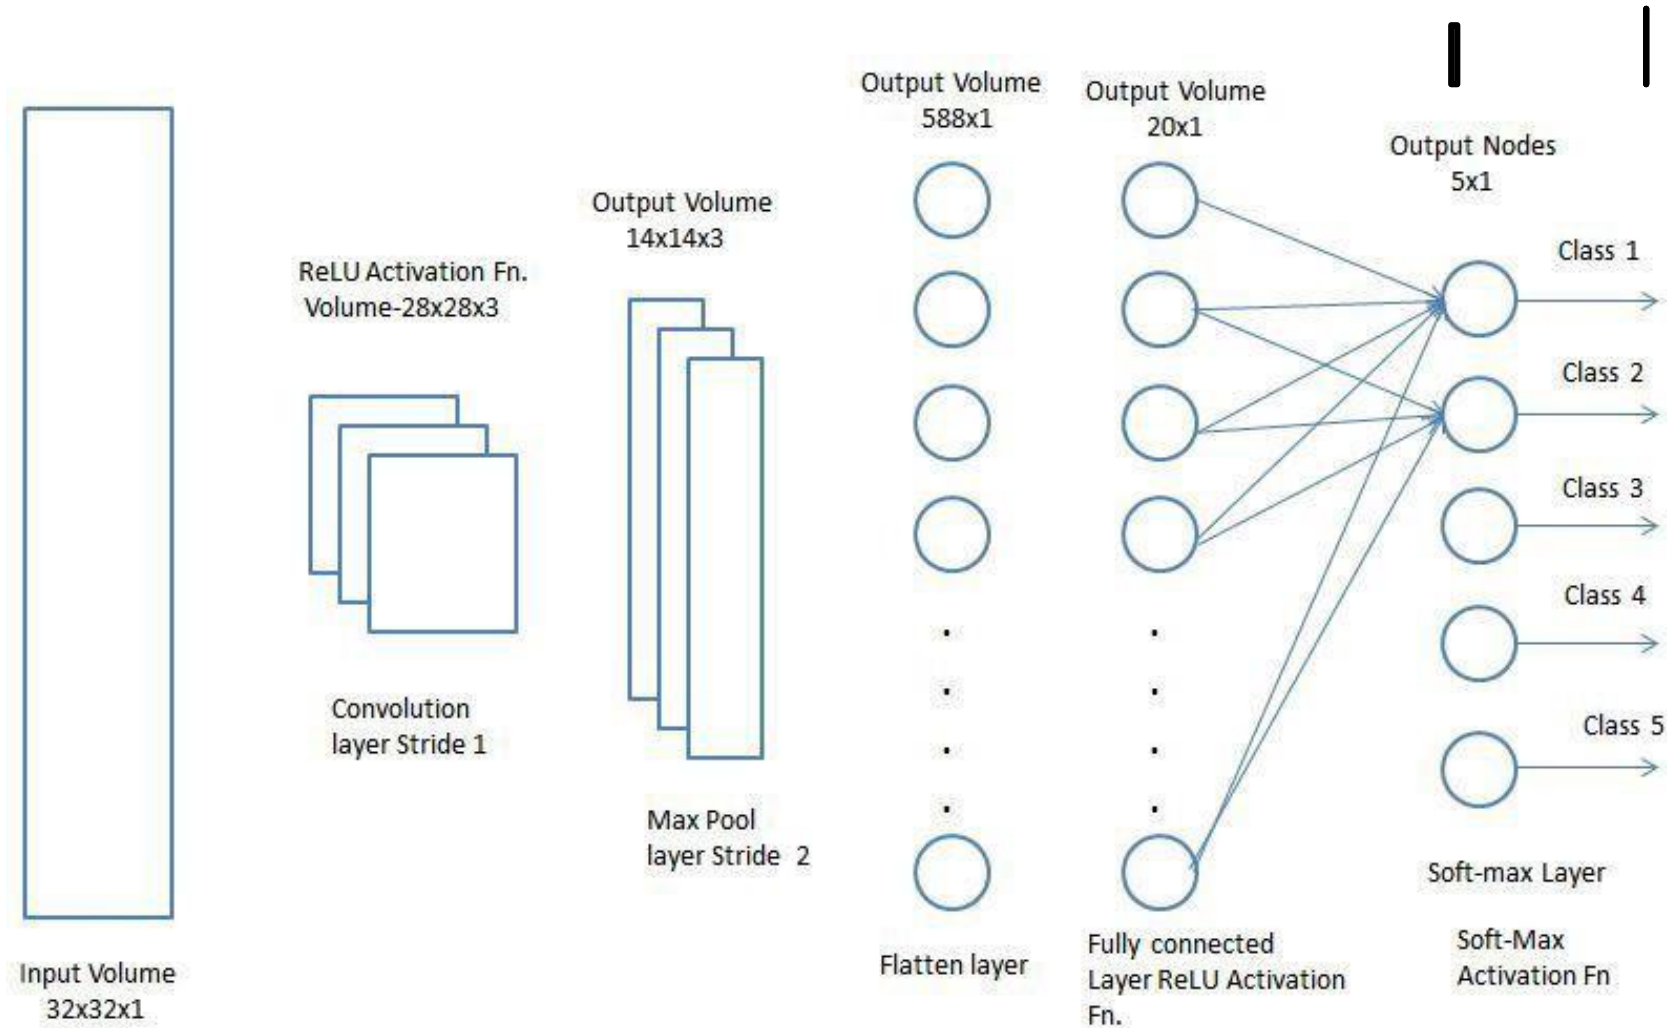 Input Volume
32x32x1
ReLU Activation Fn.
Volume-28x28x3
Convolution
layer Stride 1
Output Volume
14x14x3
Max Pool
layer Stride 2
Output Volume
588x1
Flatten layer
Output Volume
20x1
Fully connected
Layer ReLU Activation
Fn.
Output Nodes
5x1
Class 1
Class 2
Class 3
Class 4
Class 5
Soft-max Layer
Soft-Max
Activation Fn